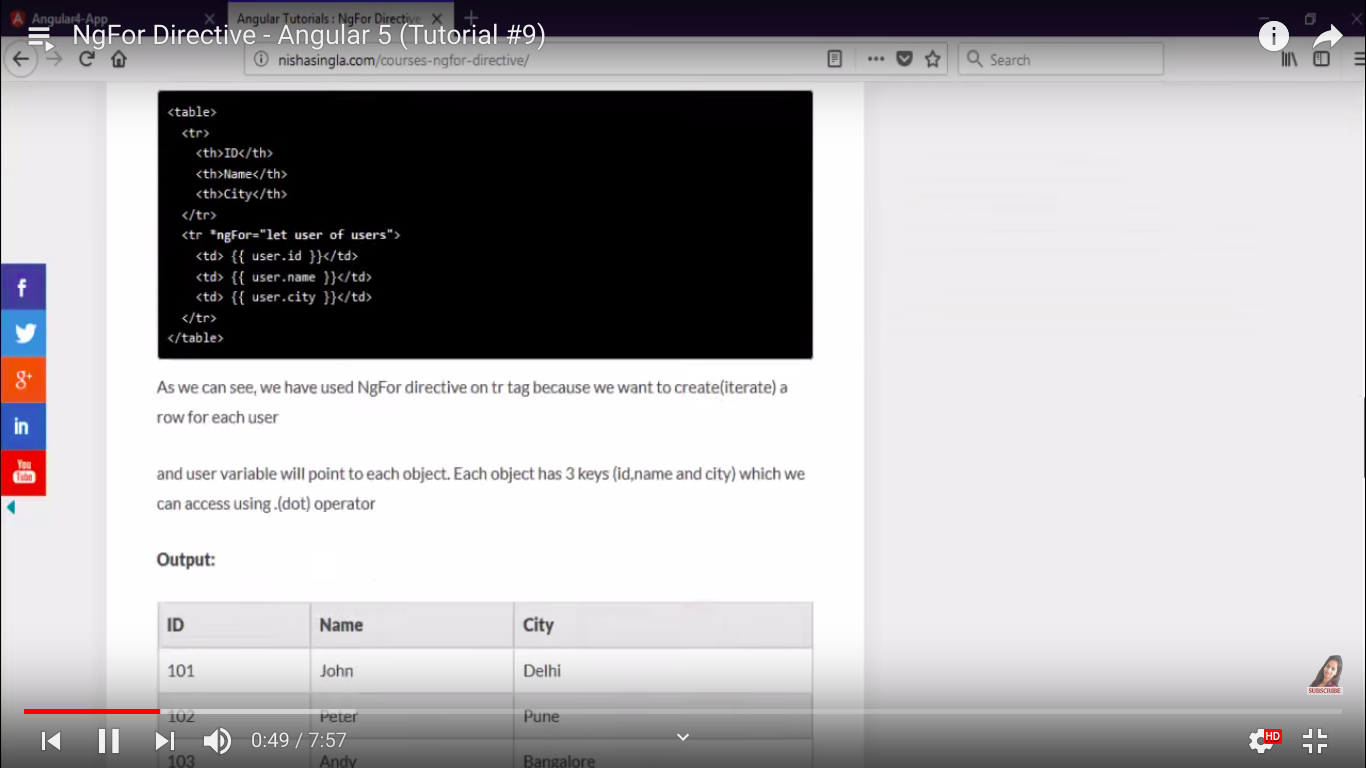 Angular4-App
Angular Tutorials : NgFor Directive
NgFor Directive - Angular 5 (Tutorial #9)
nishasingla.com/courses-ngfor-directive/
Search
<table>
<tr>
<th>ID</th>
<th>Name</th>
<th>City</th>
</tr>
<tr *ngFor="let user of users">
<td> {{ user.id }}</td>
<td> {{ user.name }}</td>
<td> {{ user.city }}</td>
</tr>
</table>
As we can see, we have used NgFor directive on tr tag because we want to create(iterate) a
row for each user
and user variable will point to each object. Each object has 3 keys (id,name and city) which we
can access using .(dot) operator
Output:
ID Name City
101 John Delhi
102 Peter Pune
103 Andy Bangalore
f
g+
in
You Tube
SUBSCRIBE
0:49 / 7:57
HD